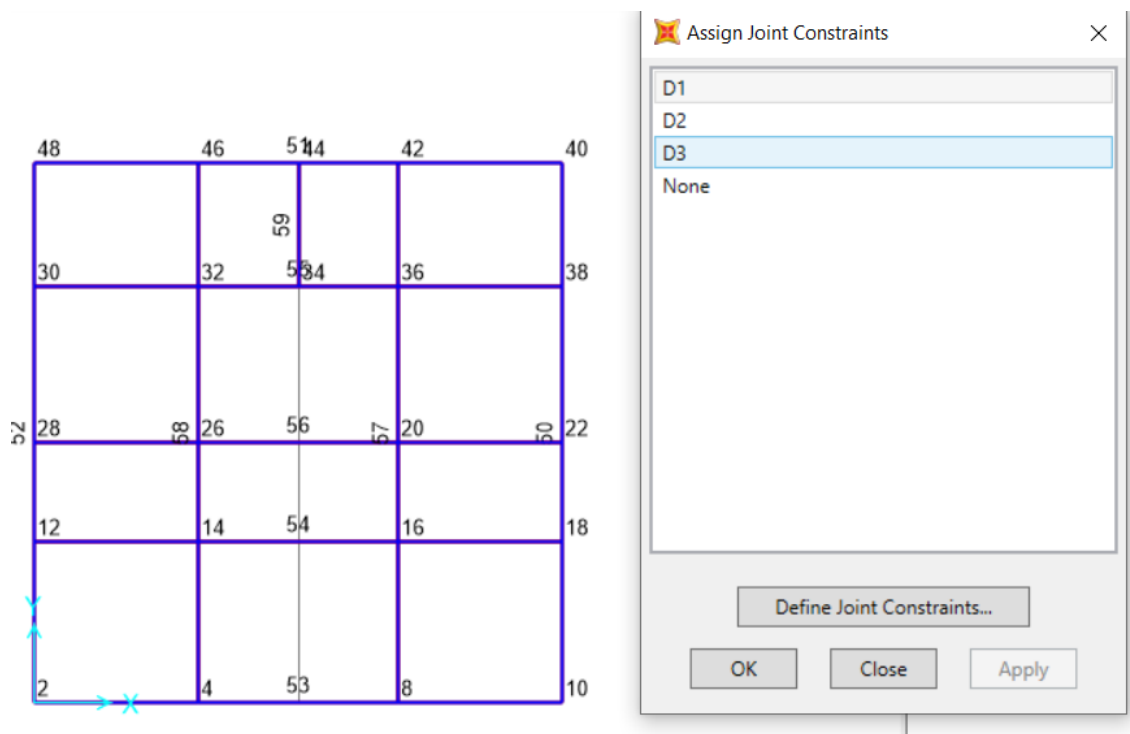 Assign Joint Constraints
D1
D2
D3
None
Define Joint Constraints...
OK Close Apply
48 46 51 44 42 40
59
30 32 55 34 36 38
52 28 58 26 56 57 20 50 22
12 14 54 16 18
Y
2 4 53 8 10
X